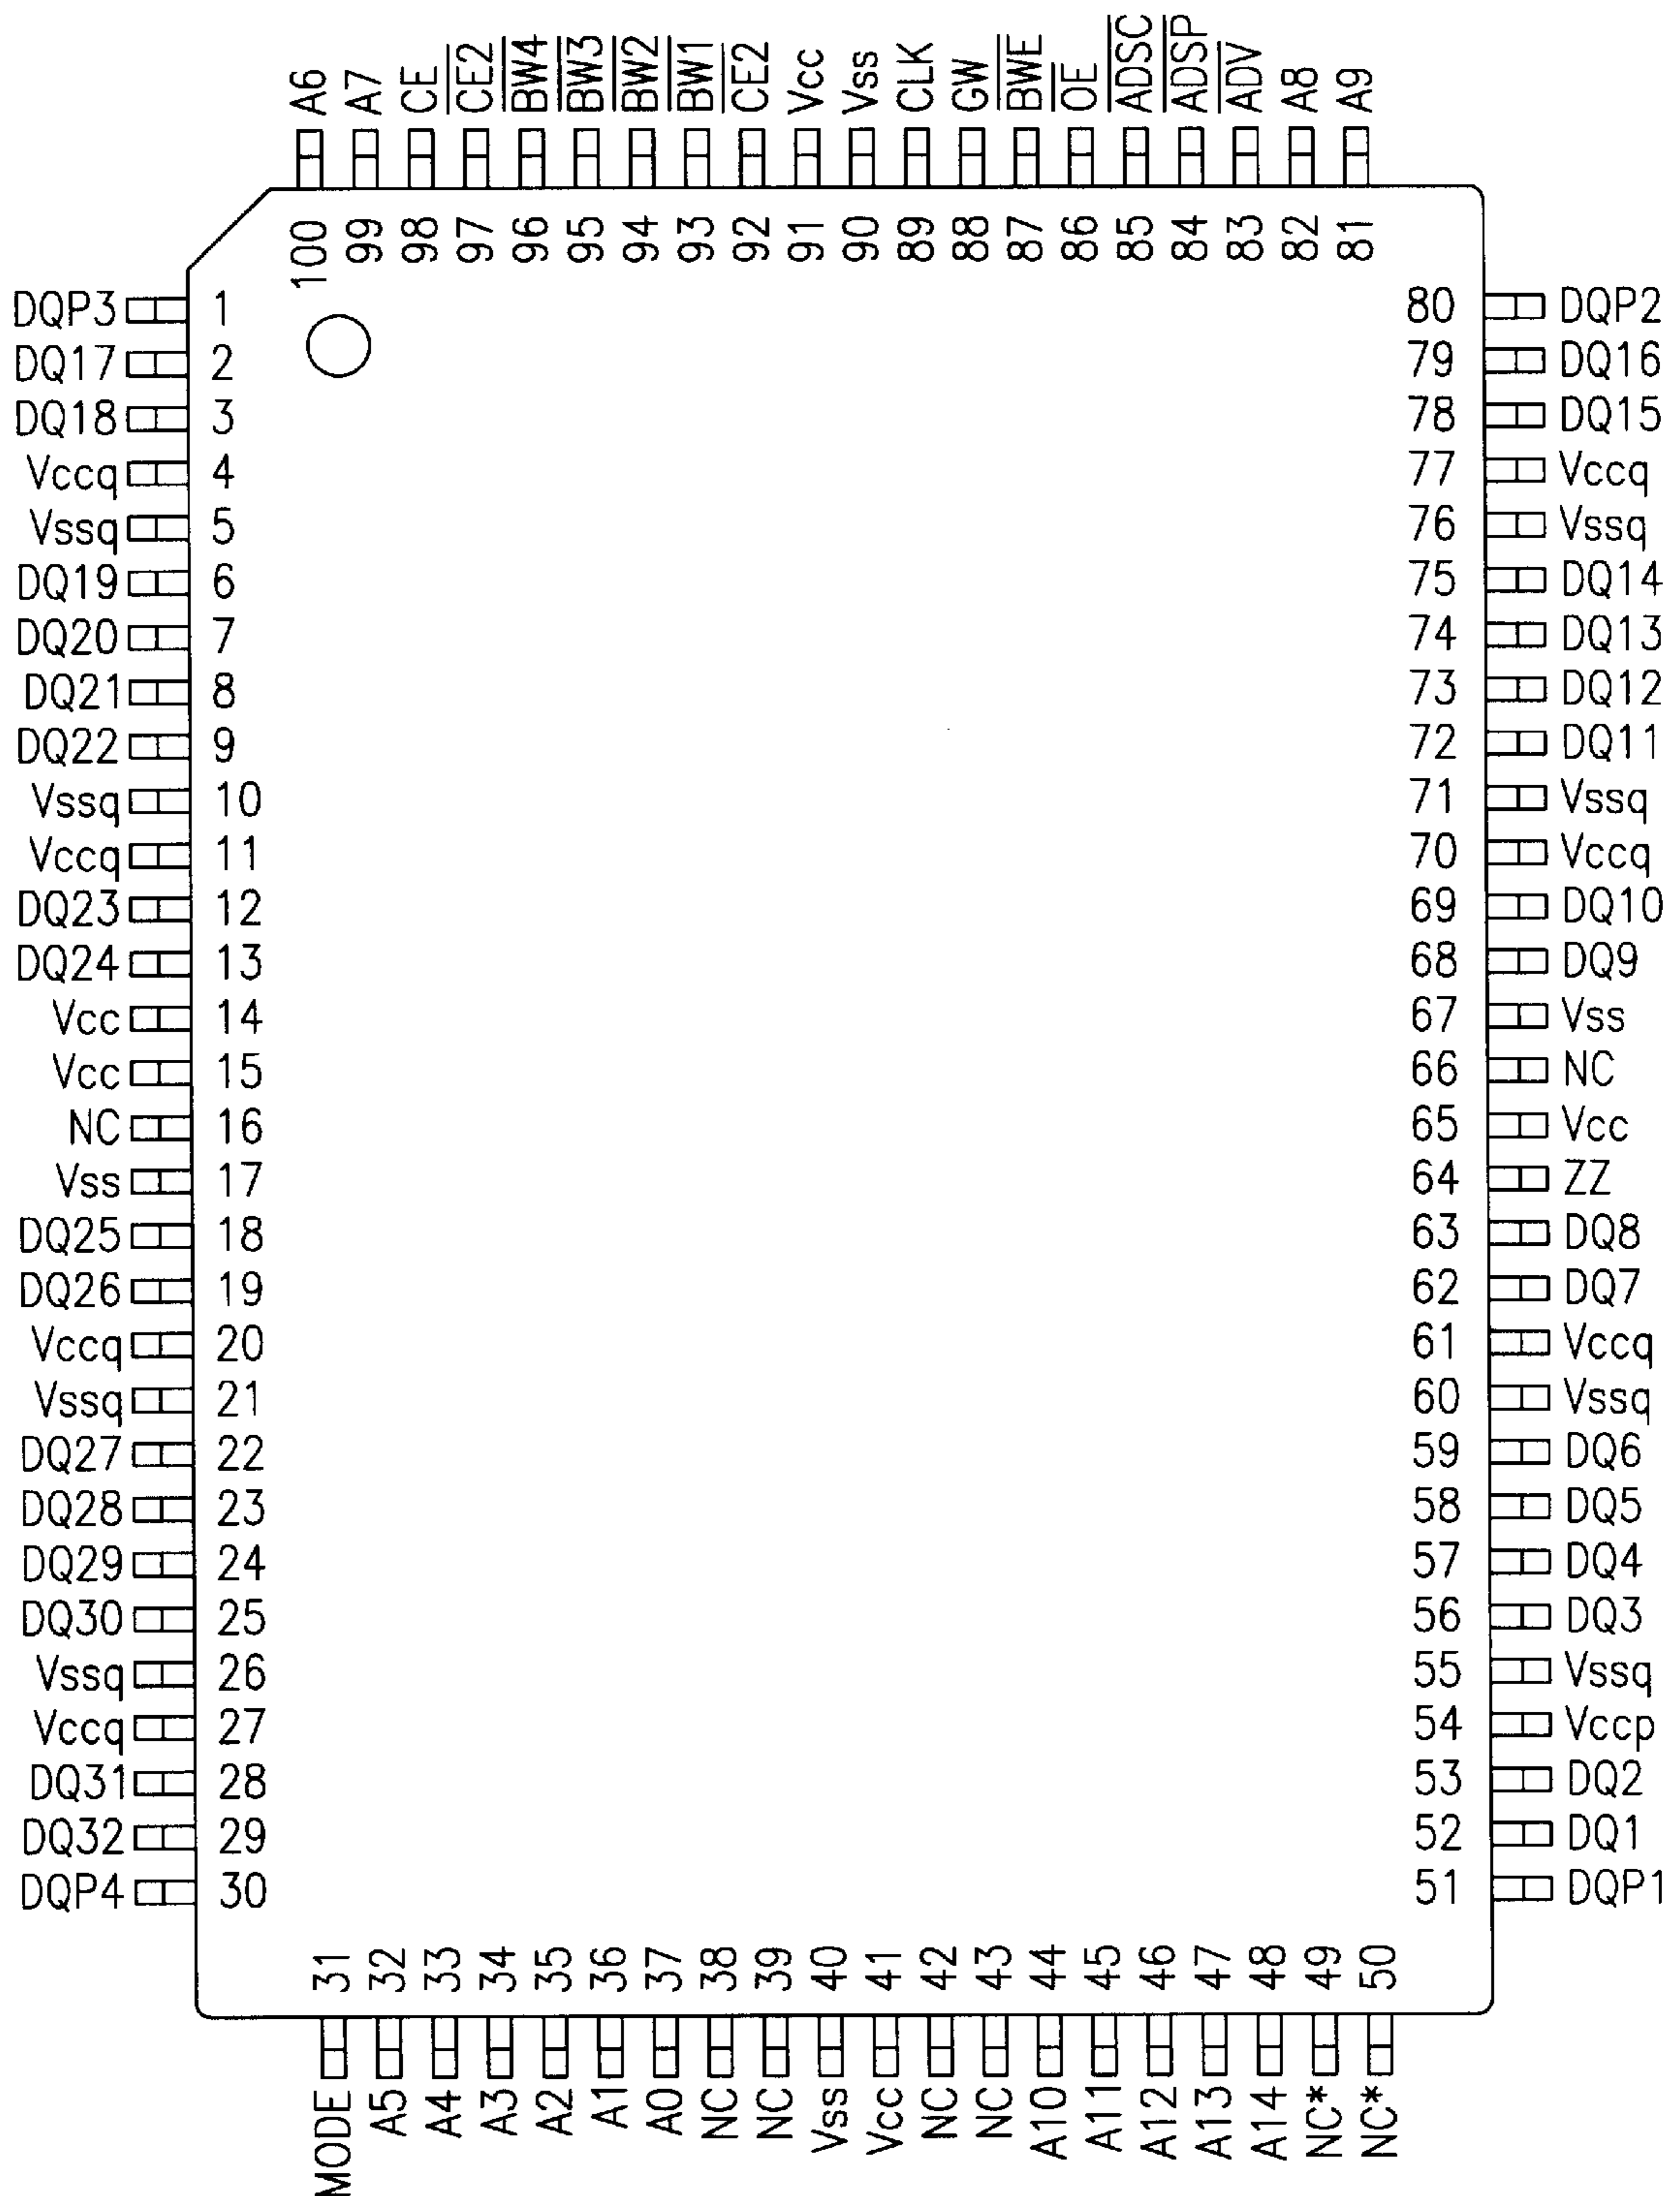 A6 A7 CE CE2 BW4 BW3 BW2 BW1 CE2 Vcc Vss CLK GW BWE OE ADSC ADSP ADV A8 A9
100 99 98 97 96 95 94 93 92 91 90 89 88 87 86 85 84 83 82 81
DQP3 1 80 DQP2
DQ17 2 79 DQ16
DQ18 3 78 DQ15
Vccq 4 77 Vccq
Vssq 5 76 Vssq
DQ19 6 75 DQ14
DQ20 7 74 DQ13
DQ21 8 73 DQ12
DQ22 9 72 DQ11
Vssq 10 71 Vssq
Vccq 11 70 Vccq
DQ23 12 69 DQ10
DQ24 13 68 DQ9
Vcc 14 67 Vss
Vcc 15 66 NC
NC 16 65 Vcc
Vss 17 64 ZZ
DQ25 18 63 DQ8
DQ26 19 62 DQ7
Vccq 20 61 Vccq
Vssq 21 60 Vssq
DQ27 22 59 DQ6
DQ28 23 58 DQ5
DQ29 24 57 DQ4
DQ30 25 56 DQ3
Vssq 26 55 Vssq
Vccq 27 54 Vccp
DQ31 28 53 DQ2
DQ32 29 52 DQ1
DQP4 30 51 DQP1
31 32 33 34 35 36 37 38 39 40 41 42 43 44 45 46 47 48 49 50
MODE A5 A4 A3 A2 A1 A0 NC NC Vss Vcc NC NC A10 A11 A12 A13 A14 NC* NC*